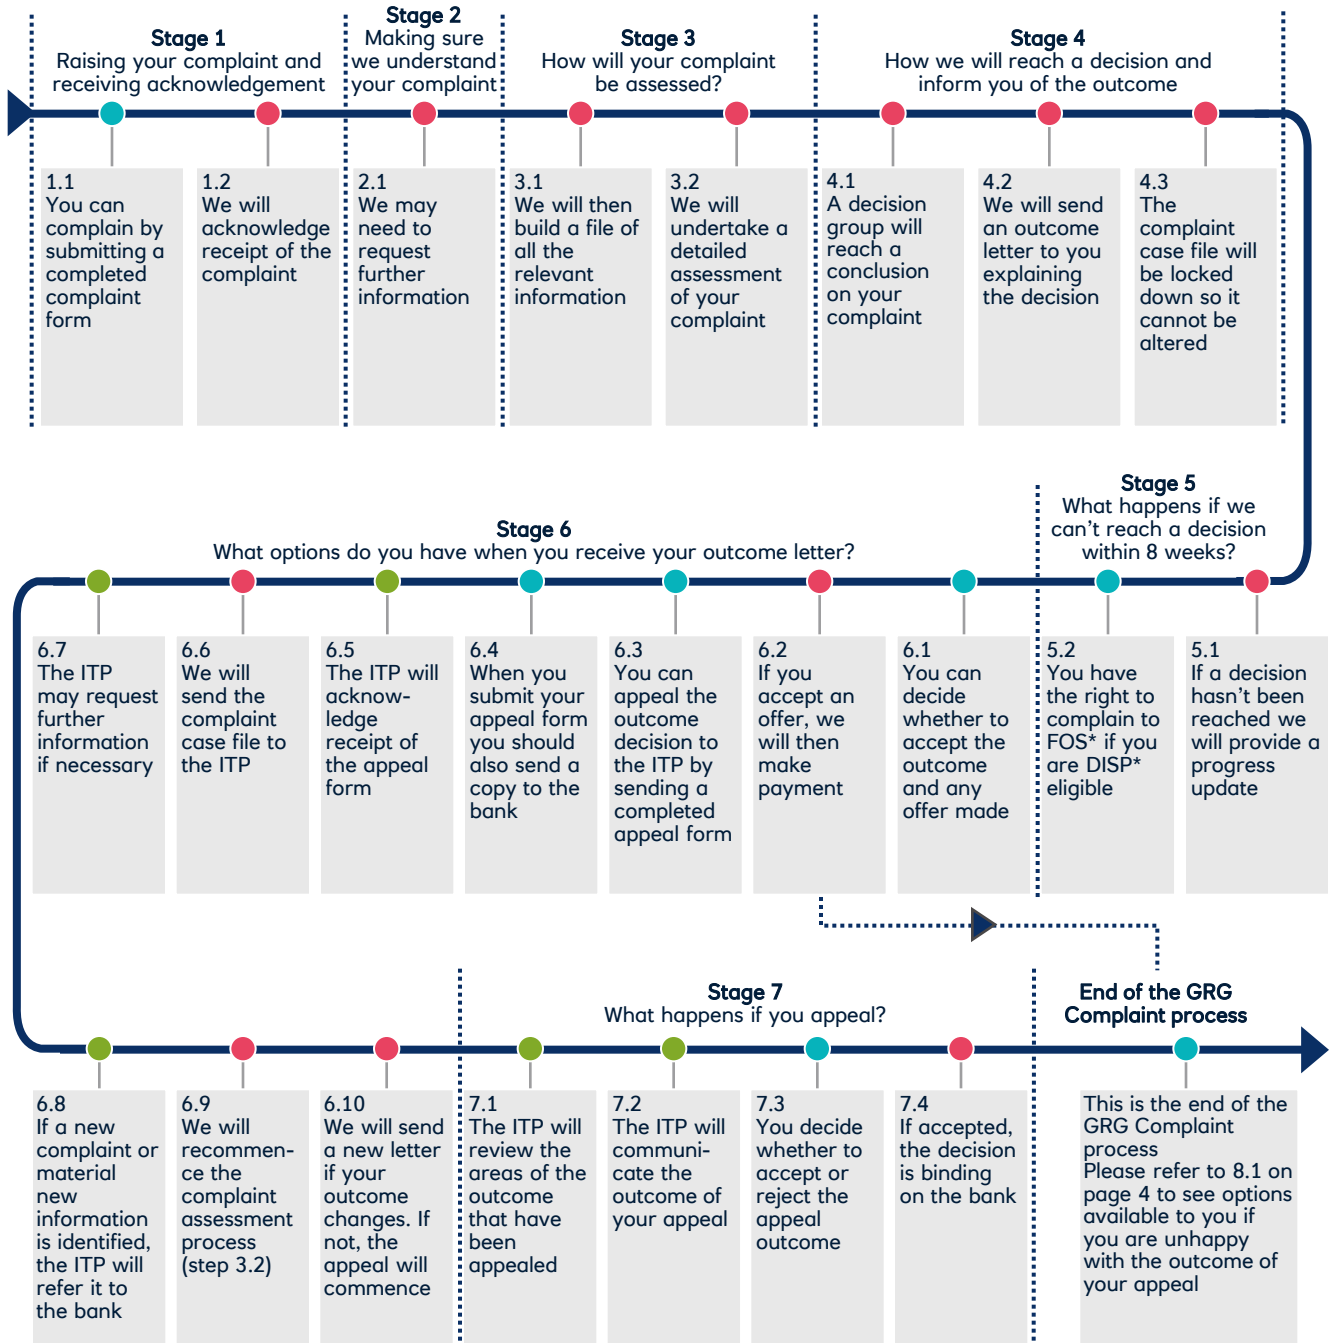 Stage 1
Raising your complaint and
receiving acknowledgement
Stage 2
Making sure
we understand
your complaint
Stage 3
How will your complaint
be assessed?
Stage 4
How we will reach a decision and
inform you of the outcome
1.1
You can
complain by
submitting a
completed
complaint
form
1.2
We will
acknowledge
receipt of the
complaint
2.1
We may
need to
request
further
information
3.1
We will then
build a file of
all the
relevant
information
3.2
We will
undertake a
detailed
assessment
of your
complaint
4.1
A decision
group will
reach a
conclusion
on your
complaint
4.2
We will send
an outcome
letter to you
explaining
the decision
4.3
The
complaint
case file will
be locked
down so it
cannot be
altered
Stage 5
What happens if we
can't reach a decision
within 8 weeks?
Stage 6
What options do you have when you receive your outcome letter?
6.7
The ITP
may request
further
information
if necessary
6.6
We will
send the
complaint
case file to
the ITP
6.5
The ITP will
acknow-
ledge
receipt of
the appeal
form
6.4
When you
submit your
appeal form
you should
also send a
copy to the
bank
6.3
You can
appeal the
outcome
decision to
the ITP by
sending a
completed
appeal form
6.2
If you
accept an
offer, we
will then
make
payment
6.1
You can
decide
whether to
accept the
outcome
and any
offer made
5.2
You have
the right to
complain to
FOS* if you
are DISP*
eligible
5.1
If a decision
hasn't been
reached we
will provide a
progress
update
Stage 7
What happens if you appeal?
End of the GRG
Complaint process
6.8
If a new
complaint or
material
new
information
is identified,
the ITP will
refer it to
the bank
6.9
We will
recommen-
ce the
complaint
assessment
process
(step 3.2)
6.10
We will send
a new letter
if your
outcome
changes. If
not, the
appeal will
commence
7.1
The ITP will
review the
areas of the
outcome
that have
been
appealed
7.2
The ITP will
communi-
cate the
outcome of
your appeal
7.3
You decide
whether to
accept or
reject the
appeal
outcome
7.4
If accepted,
the decision
is binding
on the bank
This is the end of the
GRG Complaint
process
Please refer to 8.1 on
page 4 to see options
available to you if
you are unhappy
with the outcome of
your appeal